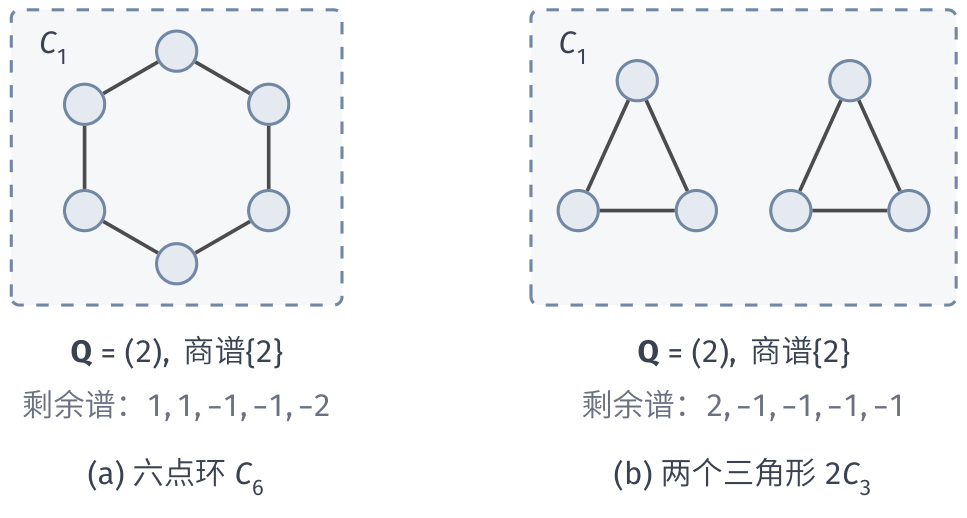 C₁
Q = (2), 商谱{2}
剩余谱：1, 1, –1, –1, –2
(a) 六点环 C₆
C₁
Q = (2), 商谱{2}
剩余谱：2, –1, –1, –1, –1
(b) 两个三角形 2C₃